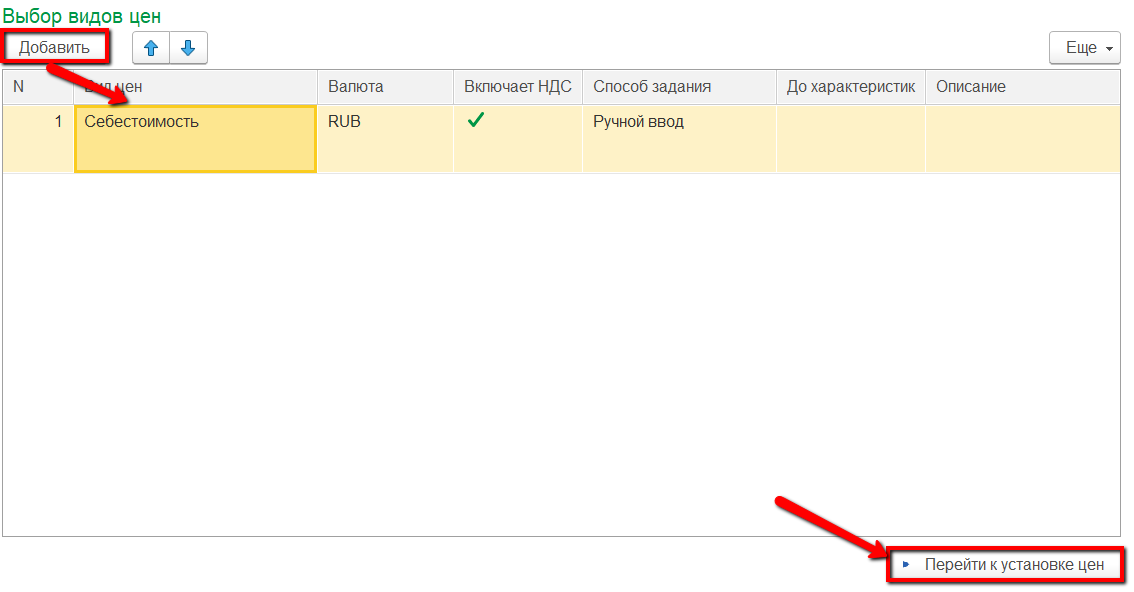 Выбор видов цен
Добавить Еще
N Вид цен Валюта Включает НДС Способ задания До характеристик Описание
1 Себестоимость RUB Ручной ввод
Перейти к установке цен